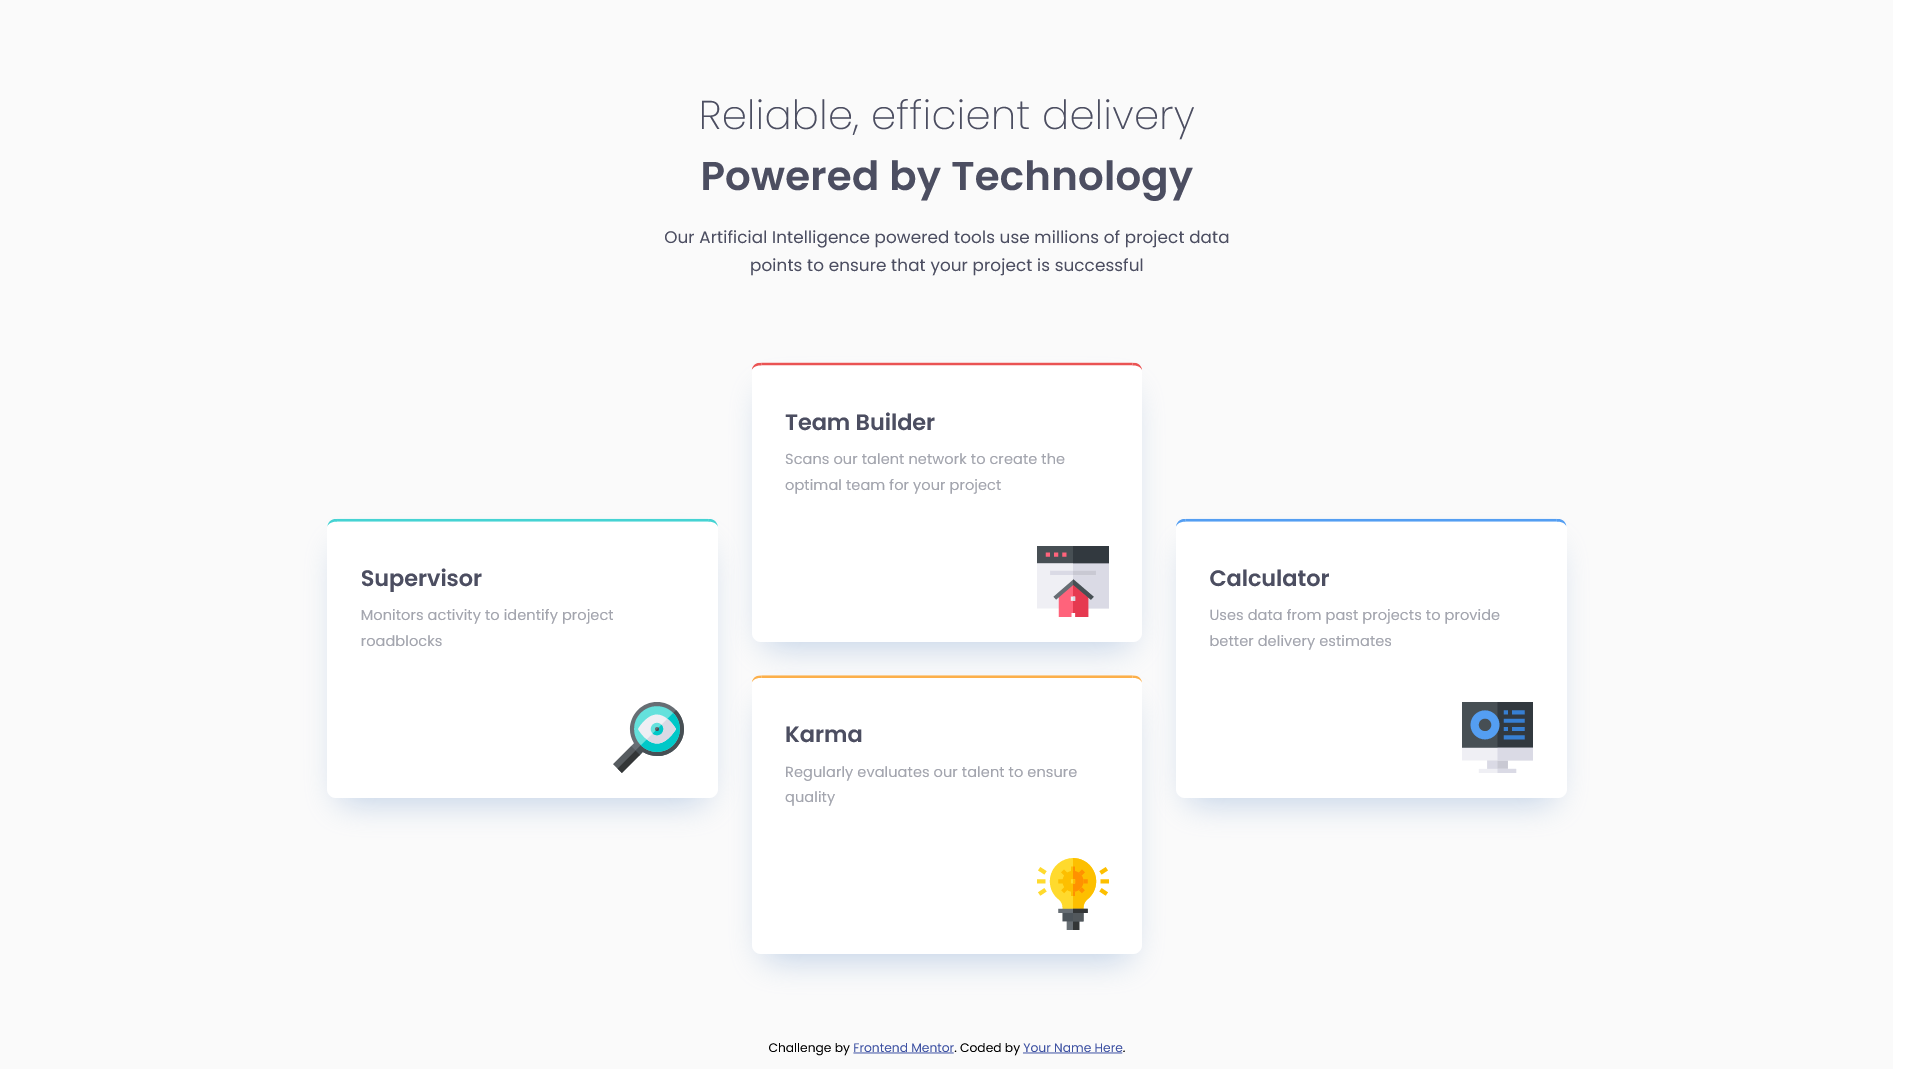 Reliable, efficient delivery
Powered by Technology
Our Artificial Intelligence powered tools use millions of project data
points to ensure that your project is successful
Supervisor
Monitors activity to identify project
roadblocks
Team Builder
Scans our talent network to create the
optimal team for your project
Karma
Regularly evaluates our talent to ensure
quality
Calculator
Uses data from past projects to provide
better delivery estimates
Challenge by Frontend Mentor. Coded by Your Name Here.